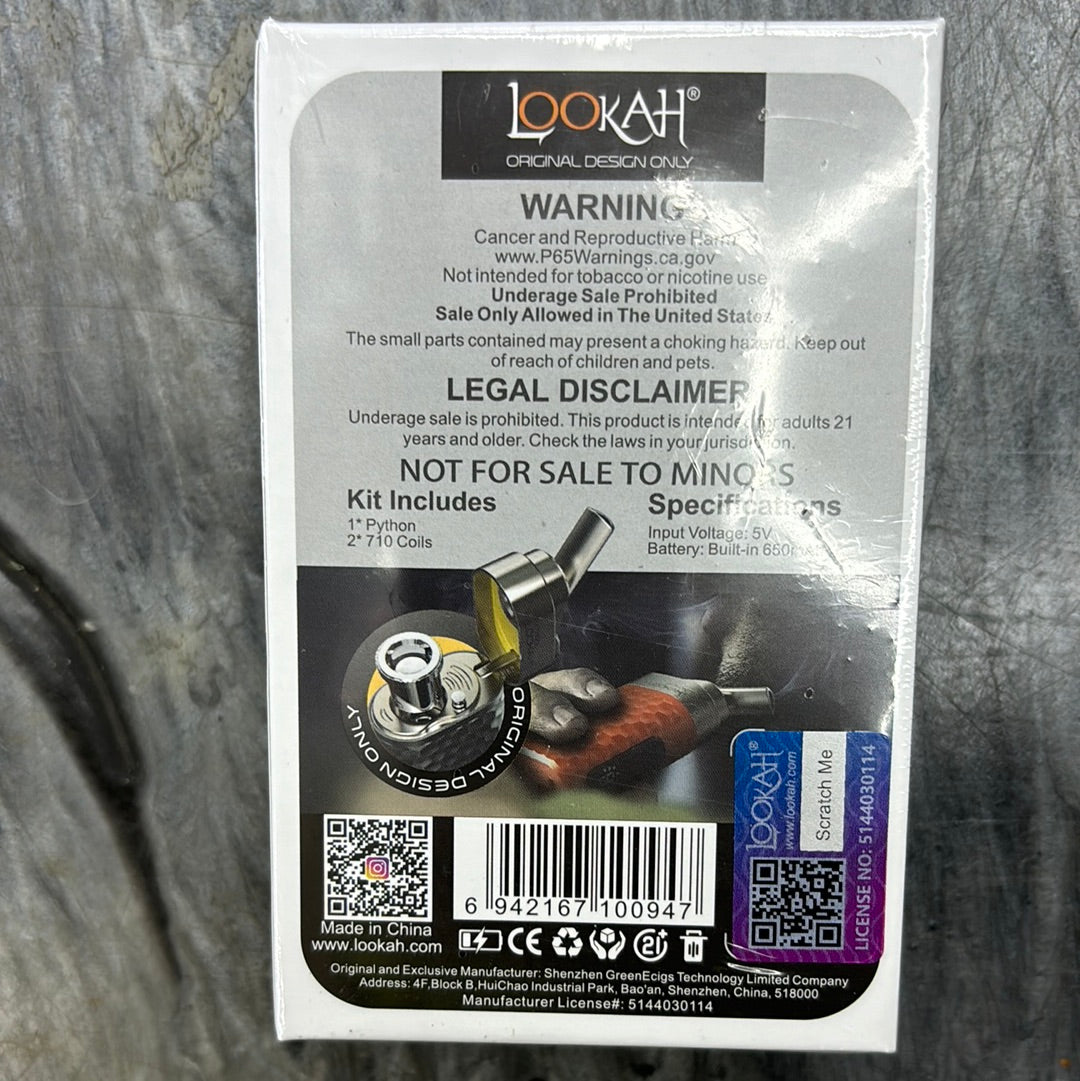 LOOKAH®
ORIGINAL DESIGN ONLY
WARNING
Cancer and Reproductive Harm
www.P65Warnings.ca.gov
Not intended for tobacco or nicotine use
Underage Sale Prohibited
Sale Only Allowed in The United States
The small parts contained may present a choking hazard. Keep out
of reach of children and pets.
LEGAL DISCLAIMER
Underage sale is prohibited. This product is intended for adults 21
years and older. Check the laws in your jurisdiction.
NOT FOR SALE TO MINORS
Kit Includes
1* Python
2* 710 Coils
Specifications
Input Voltage: 5V
Battery: Built-in
ORIGINAL DESIGN ONLY
LOOKAH®
www.lookah.com
Scratch Me
LICENSE NO: 5144030114
6 942167 100947
Made in China
www.lookah.com
CE
21+
Original and Exclusive Manufacturer: Shenzhen GreenEcigs Technology Limited Company
Address: 4F,Block B,HuiChao Industrial Park, Bao'an, Shenzhen, China, 518000
Manufacturer License#: 5144030114